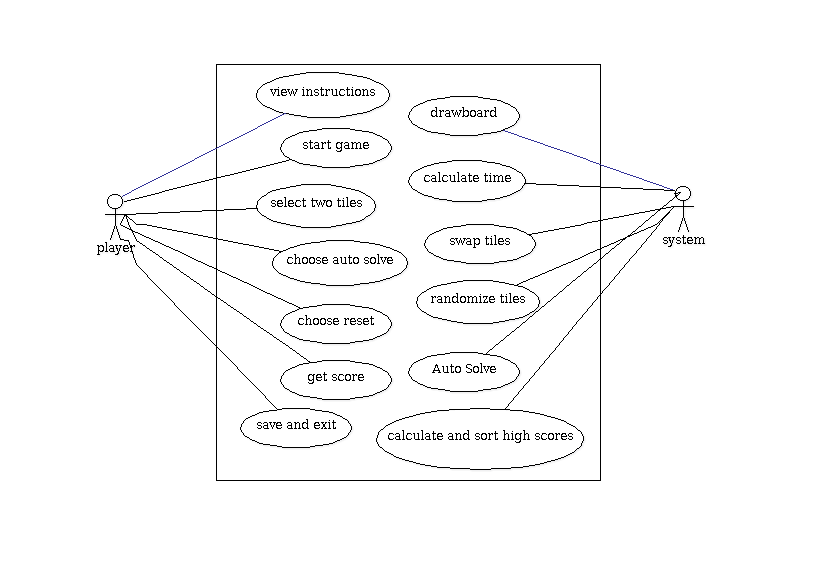 view instructions
drawboard
start game
calculate time
select two tiles
swap tiles
player
system
choose auto solve
randomize tiles
choose reset
get score
Auto Solve
save and exit
calculate and sort high scores